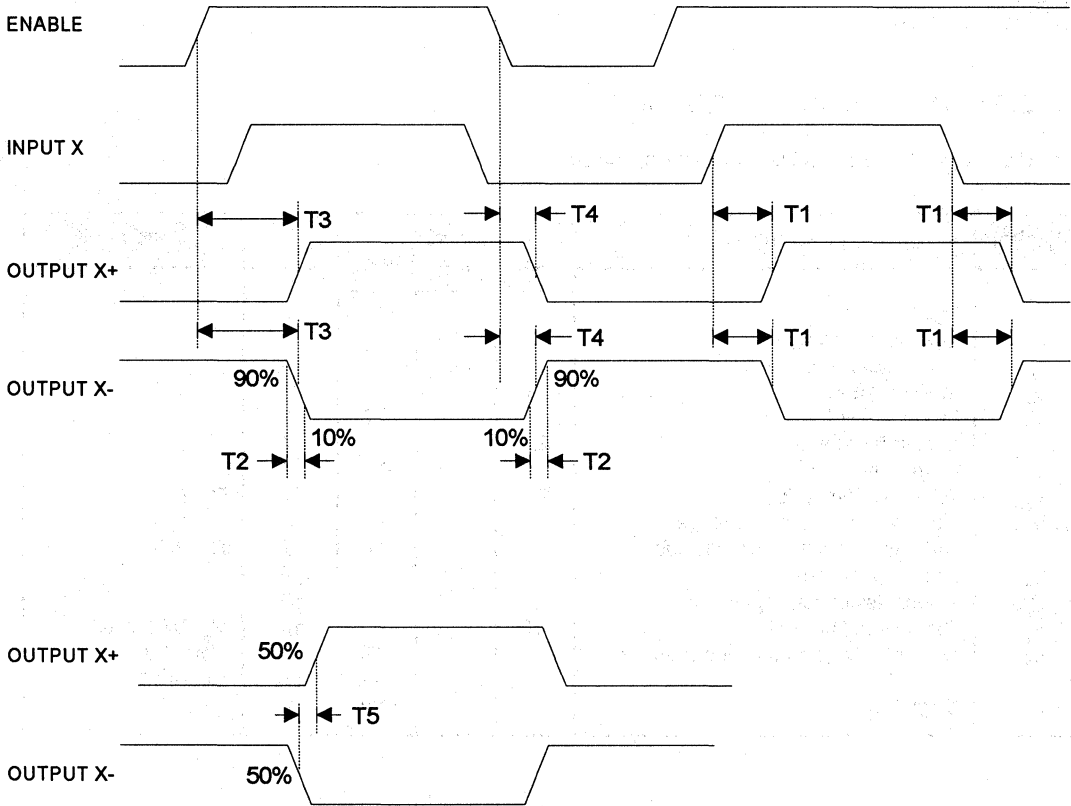 ENABLE
INPUT X
T3
T4
T1
T1
OUTPUT X+
T3
T4
T1
T1
OUTPUT X-
90%
90%
10%
10%
T2
T2
OUTPUT X+
50%
T5
OUTPUT X-
50%